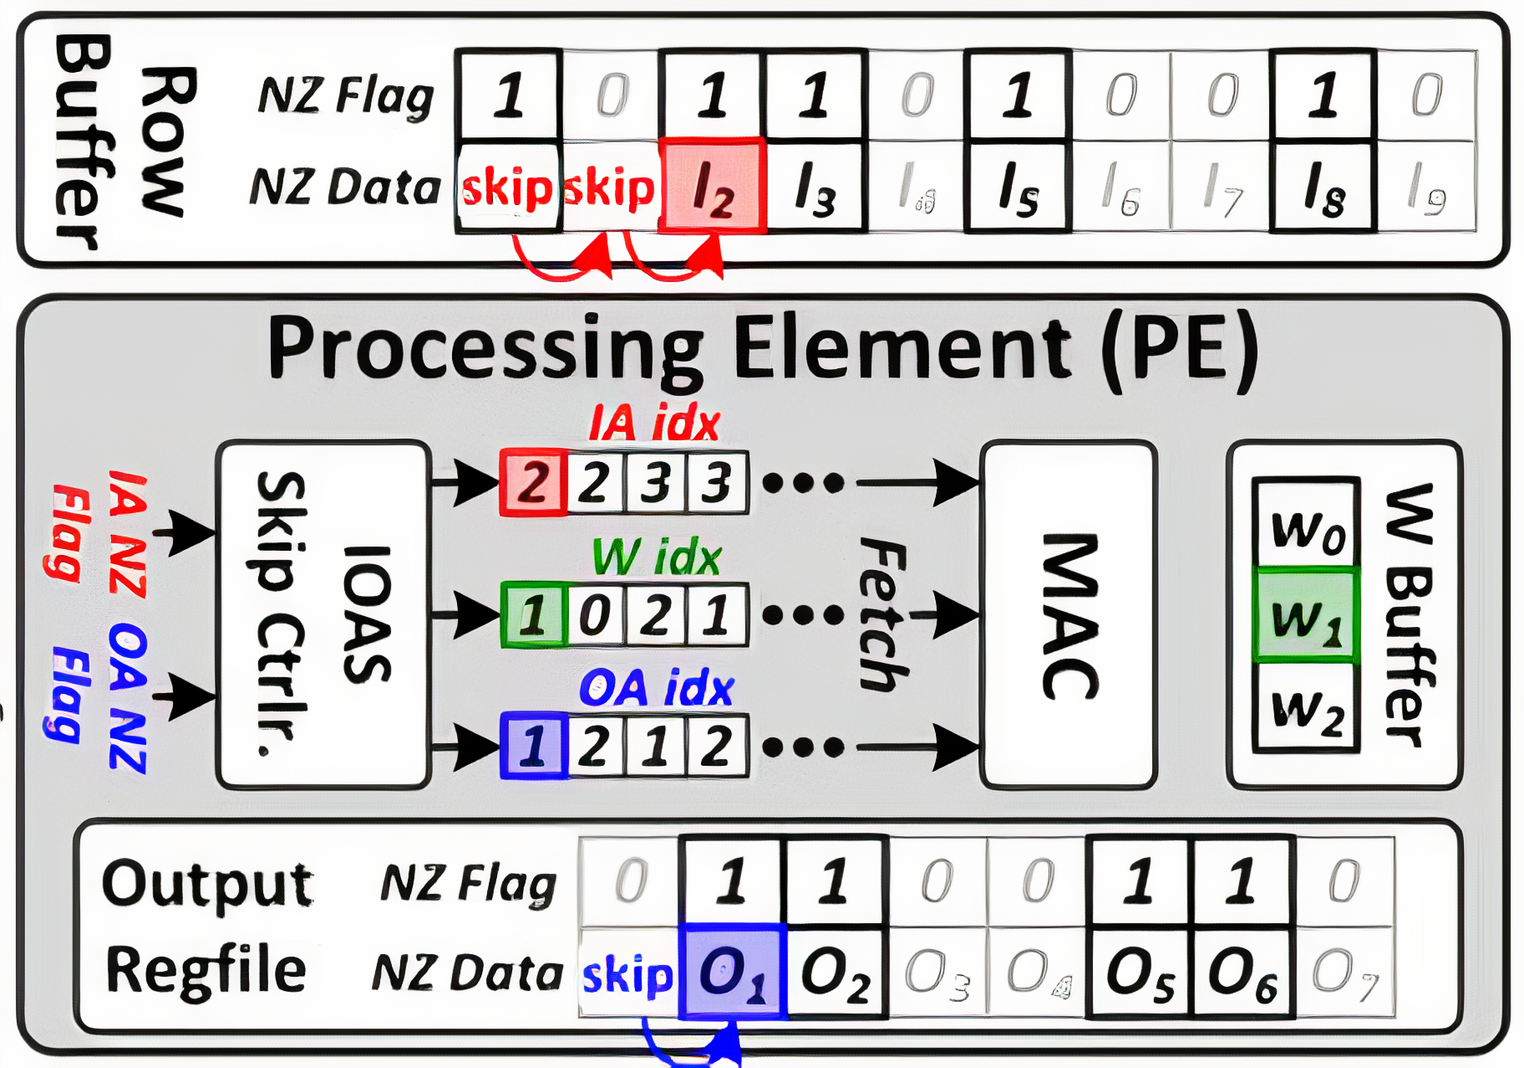 Row
Buffer
NZ Flag 1 0 1 1 0 1 0 0 1 0
NZ Data skip skip I2 I3 I4 I5 I6 I7 I8 I9
Processing Element (PE)
IA NZ
Flag
OA NZ
Flag
IOAS
Skip Ctrlr.
IA idx
2 2 3 3 •••
W idx
1 0 2 1 •••
OA idx
1 2 1 2 •••
Fetch
MAC
W Buffer
W0
W1
W2
Output
Regfile
NZ Flag 0 1 1 0 0 1 1 0
NZ Data skip O1 O2 O3 O4 O5 O6 O7